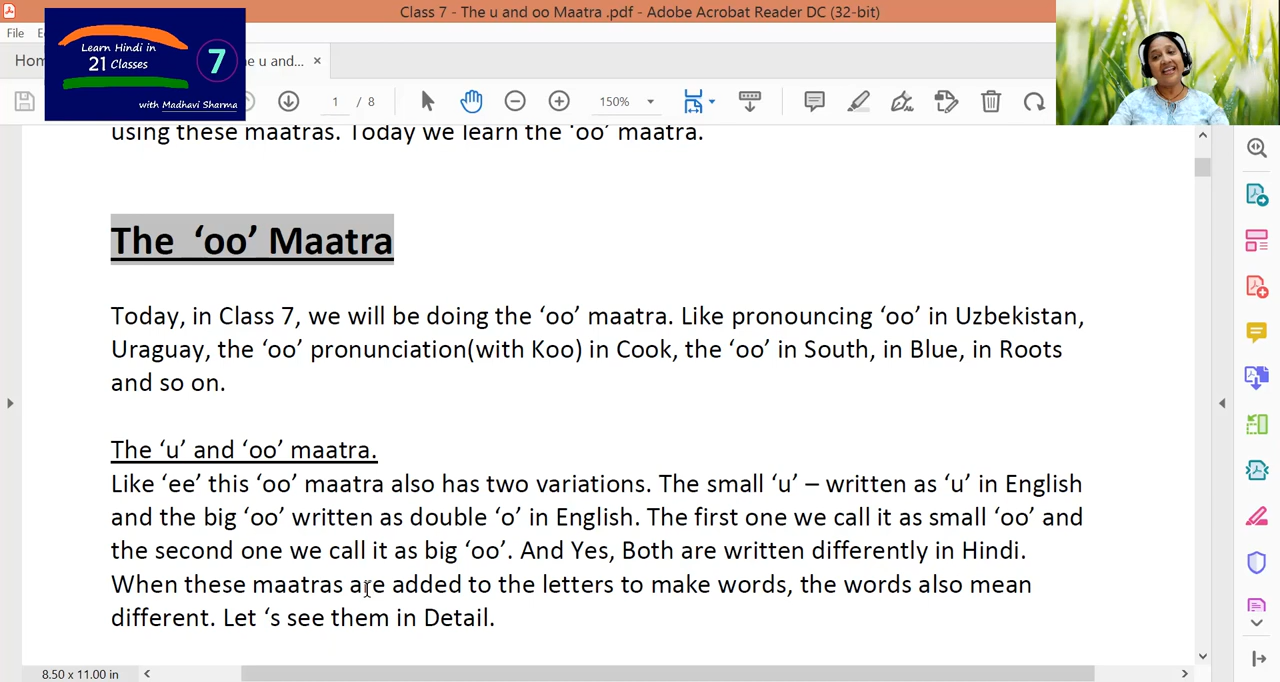 Class 7 - The u and oo Maatra .pdf - Adobe Acrobat Reader DC (32-bit)
File
Learn Hindi in
21 Classes
7
with Madhavi Sharma
e u and...
1 / 8
150%
using these maatras. Today we learn the ‘oo’ maatra.
The ‘oo’ Maatra
Today, in Class 7, we will be doing the ‘oo’ maatra. Like pronouncing ‘oo’ in Uzbekistan,
Uraguay, the ‘oo’ pronunciation(with Koo) in Cook, the ‘oo’ in South, in Blue, in Roots
and so on.
The ‘u’ and ‘oo’ maatra.
Like ‘ee’ this ‘oo’ maatra also has two variations. The small ‘u’ – written as ‘u’ in English
and the big ‘oo’ written as double ‘o’ in English. The first one we call it as small ‘oo’ and
the second one we call it as big ‘oo’. And Yes, Both are written differently in Hindi.
When these maatras are added to the letters to make words, the words also mean
different. Let ‘s see them in Detail.
8.50 x 11.00 in